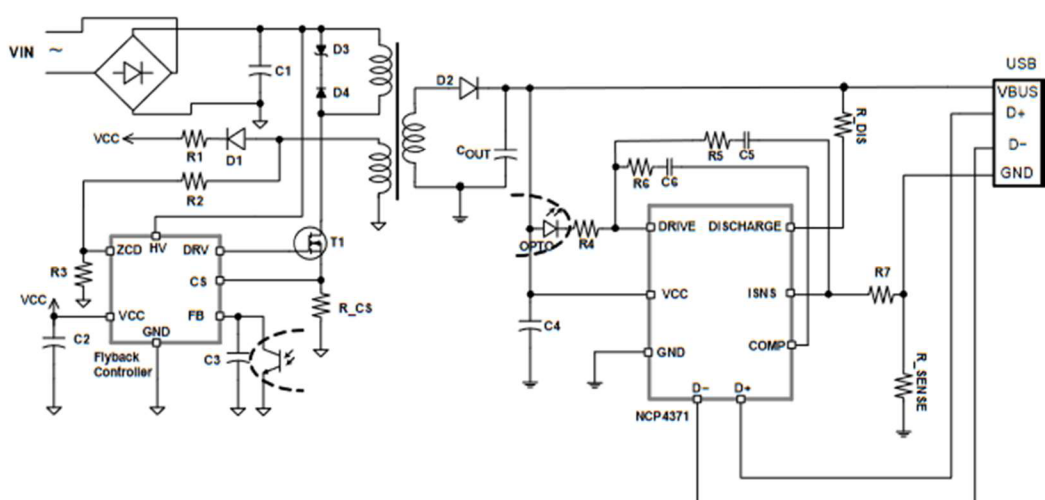 VIN ~
C1
D3
D4
D2
USB
VBUS
D+
D-
GND
R_DIS
VCC
R1
D1
R2
COUT
R5
C5
R6
C6
OPTO
R4
DRIVE
DISCHARGE
ZCD
HV
DRV
T1
R3
CS
R_CS
VCC
VCC
FB
GND
C2
C3
Flyback
Controller
VCC
ISNS
R7
C4
GND
COMP
D-
D+
R_SENSE
NCP4371